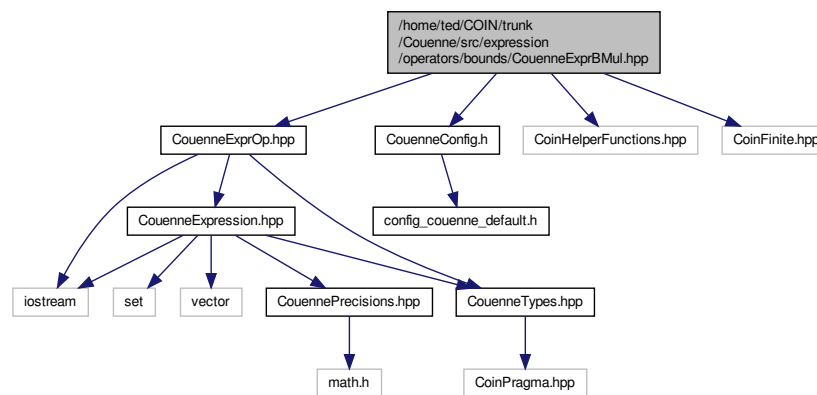 /home/ted/COIN/trunk
/Couenne/src/expression
/operators/bounds/CouenneExprBMul.hpp
CouenneExprOp.hpp
CouenneConfig.h
CoinHelperFunctions.hpp
CoinFinite.hpp
CouenneExpression.hpp
config_couenne_default.h
iostream
set
vector
CouennePrecisions.hpp
CouenneTypes.hpp
math.h
CoinPragma.hpp